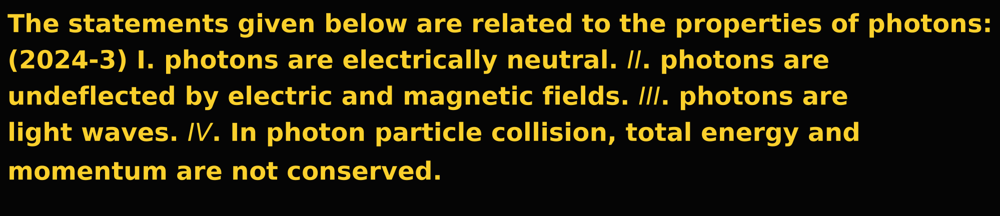 The statements given below are related to the properties of photons:
(2024-3) I. photons are electrically neutral. II. photons are
undeflected by electric and magnetic fields. III. photons are
light waves. IV. In photon particle collision, total energy and
momentum are not conserved.